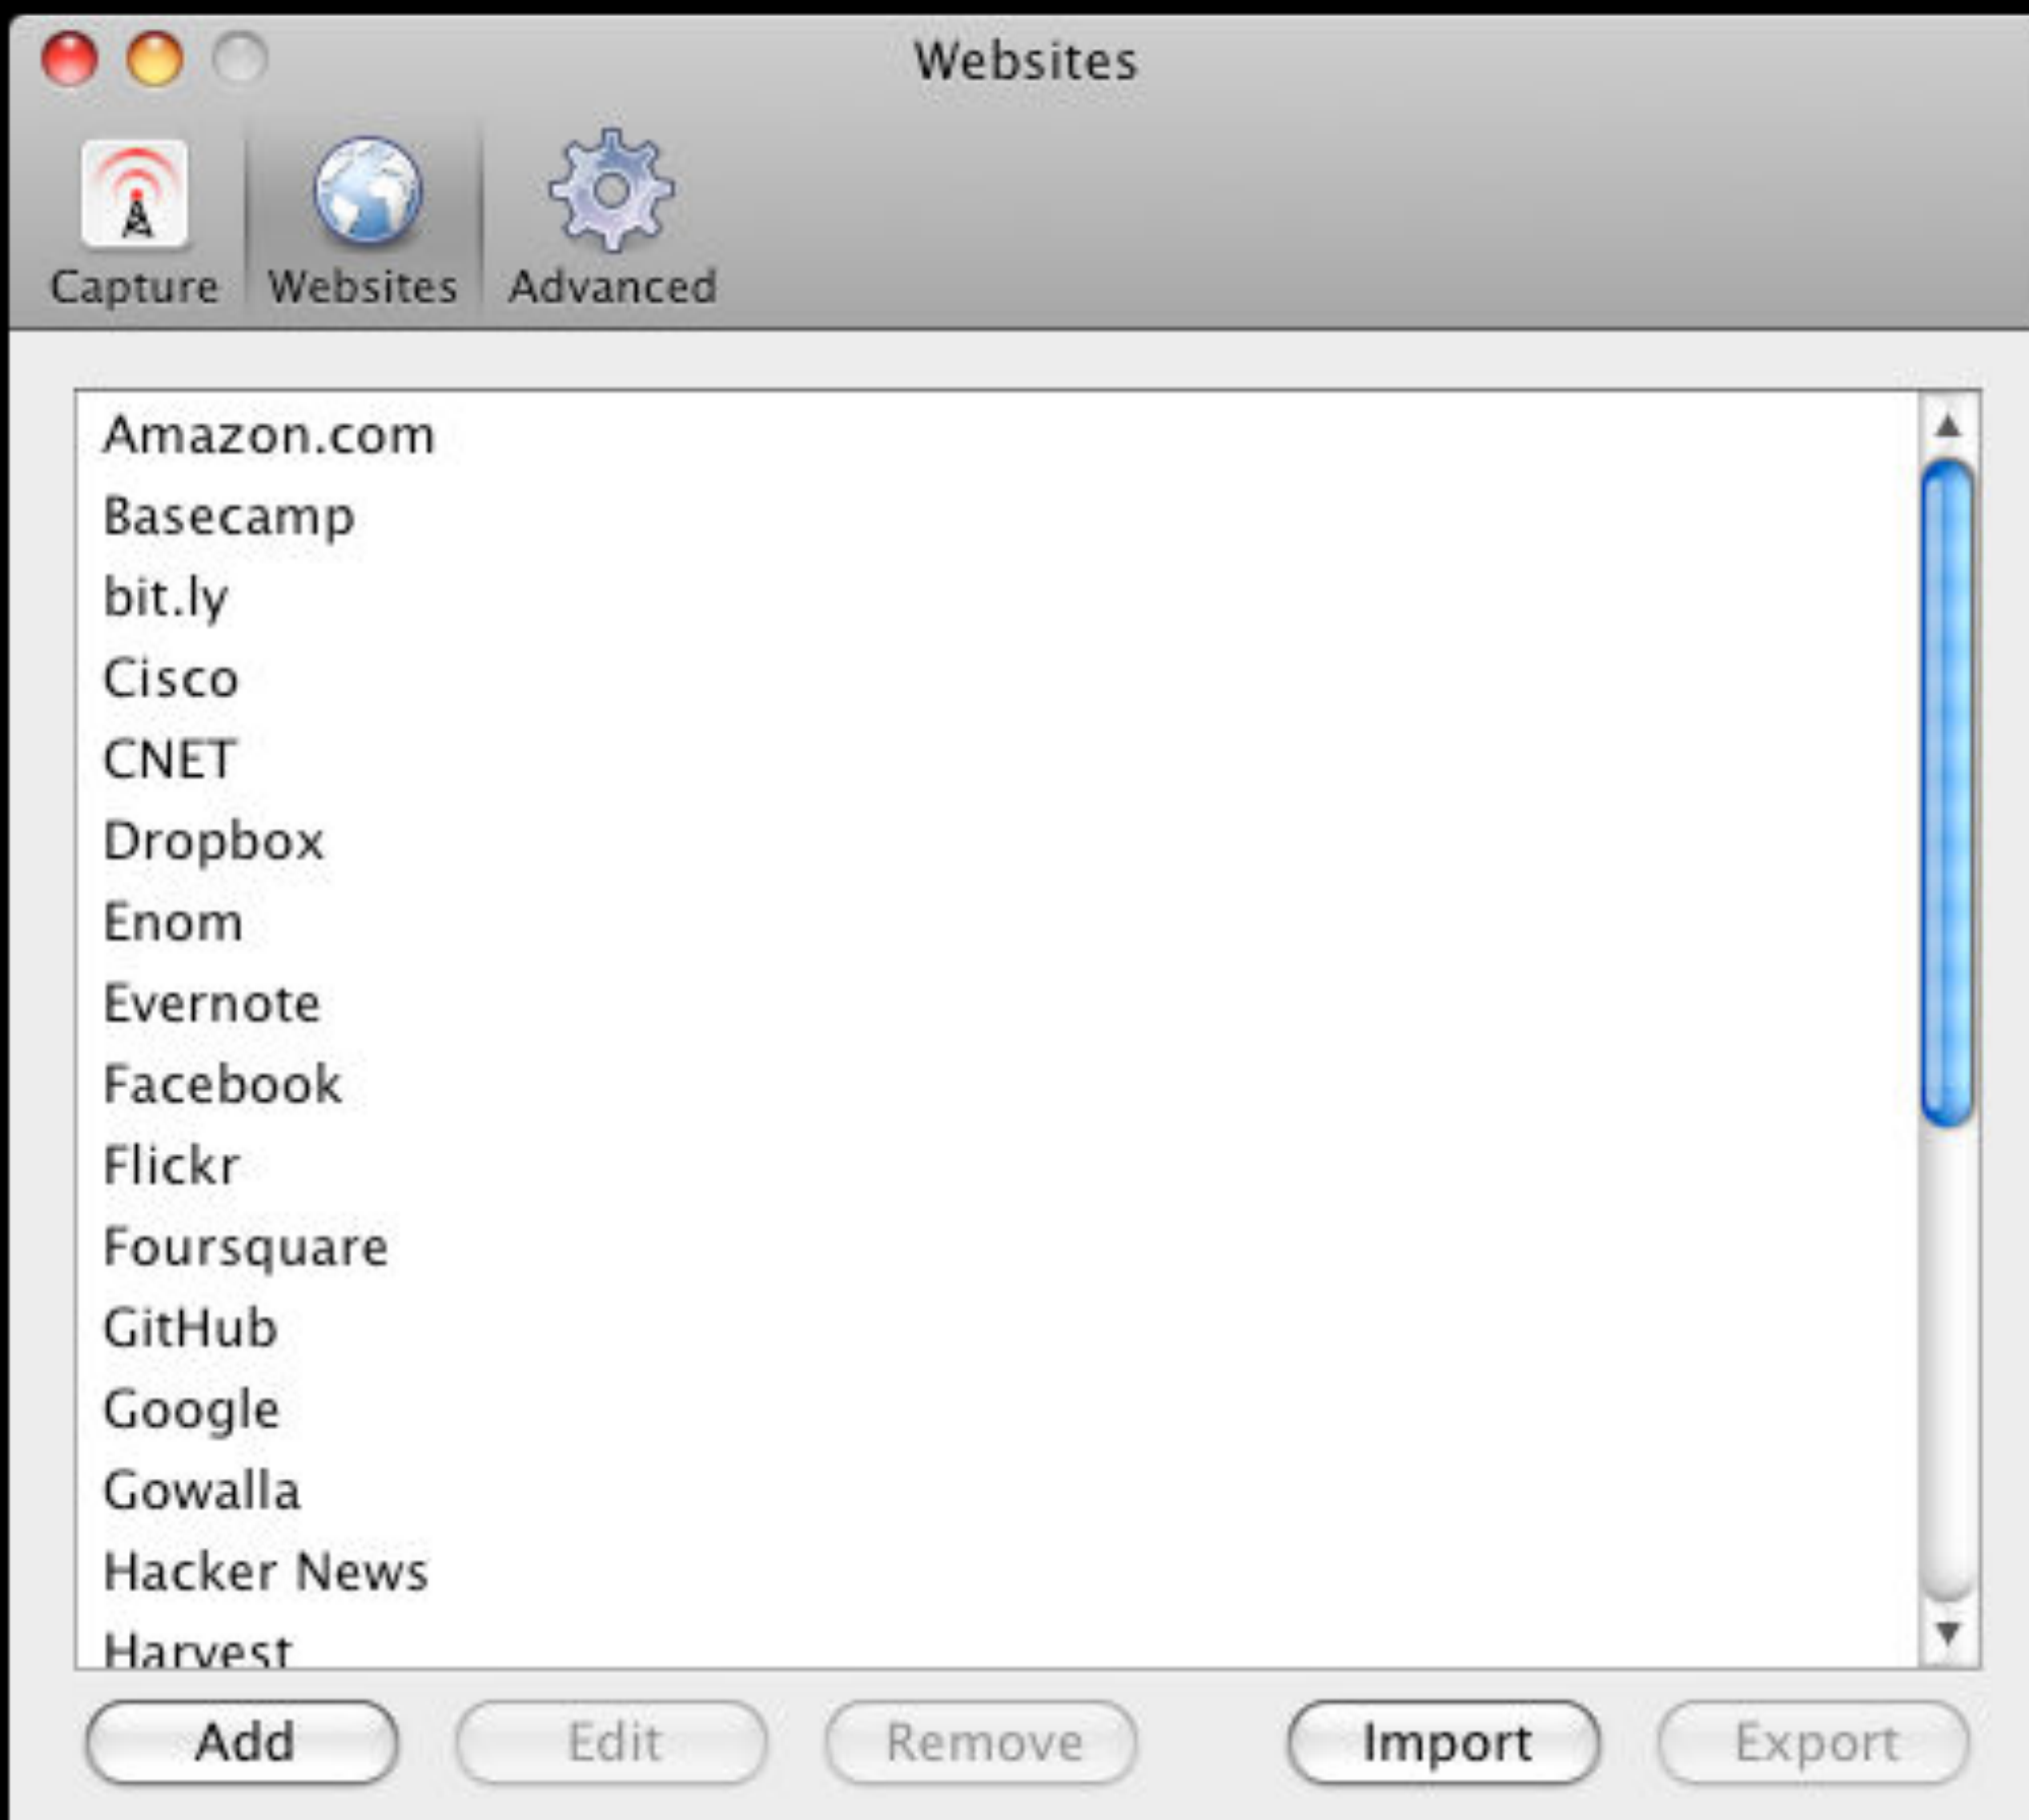 Websites
Capture Websites Advanced
Amazon.com
Basecamp
bit.ly
Cisco
CNET
Dropbox
Enom
Evernote
Facebook
Flickr
Foursquare
GitHub
Google
Gowalla
Hacker News
Harvest
Add Edit Remove Import Export